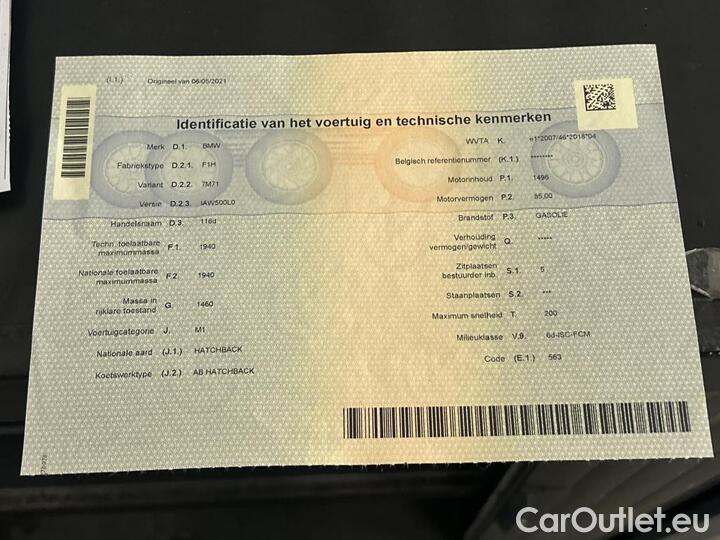 (I.1.) Origineel van 06/05/2021
Identificatie van het voertuig en technische kenmerken
Merk D.1. BMW
Fabriekstype D.2.1. F1H
Variant D.2.2. 7M71
Versie D.2.3. IAW500L0
Handelsnaam D.3. 116d
Techn. toelaatbare
maximummassa F.1. 1940
Nationale toelaatbare
maximummassa F.2. 1940
Massa in
rijklare toestand G. 1460
Voertuigcategorie J. M1
Nationale aard (J.1.) HATCHBACK
Koetswerktype (J.2.) AB HATCHBACK
WVTA K. e1*2007/46*2018*04
Belgisch referentienummer (K.1.) ********
Motorinhoud P.1. 1496
Motorvermogen P.2. 85,00
Brandstof P.3. GASOLIE
Verhouding
vermogen/gewicht Q. *****
Zitplaatsen
bestuurder inb. S.1. 5
Staanplaatsen S.2. ***
Maximum snelheid T. 200
Milieuklasse V.9. 6d-ISC-FCM
Code (E.1.) 563
CarOutlet.eu